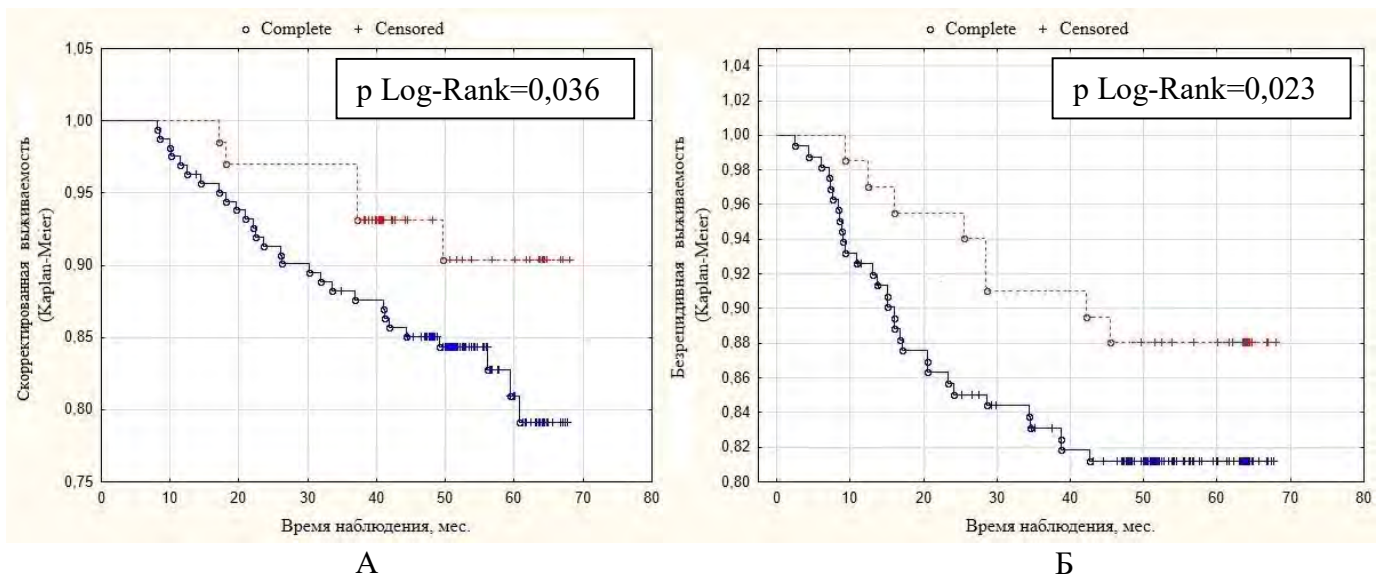 o Complete + Censored
1,05
1,00
0,95
0,90
0,85
0,80
0,75
0 10 20 30 40 50 60 70 80
Скорректированная выживаемость
(Kaplan-Meier)
Время наблюдения, мес.
p Log-Rank=0,036
А
o Complete + Censored
1,04
1,02
1,00
0,98
0,96
0,94
0,92
0,90
0,88
0,86
0,84
0,82
0,80
0 10 20 30 40 50 60 70 80
Безрецидивная выживаемость
(Kaplan-Meier)
Время наблюдения, мес.
p Log-Rank=0,023
Б